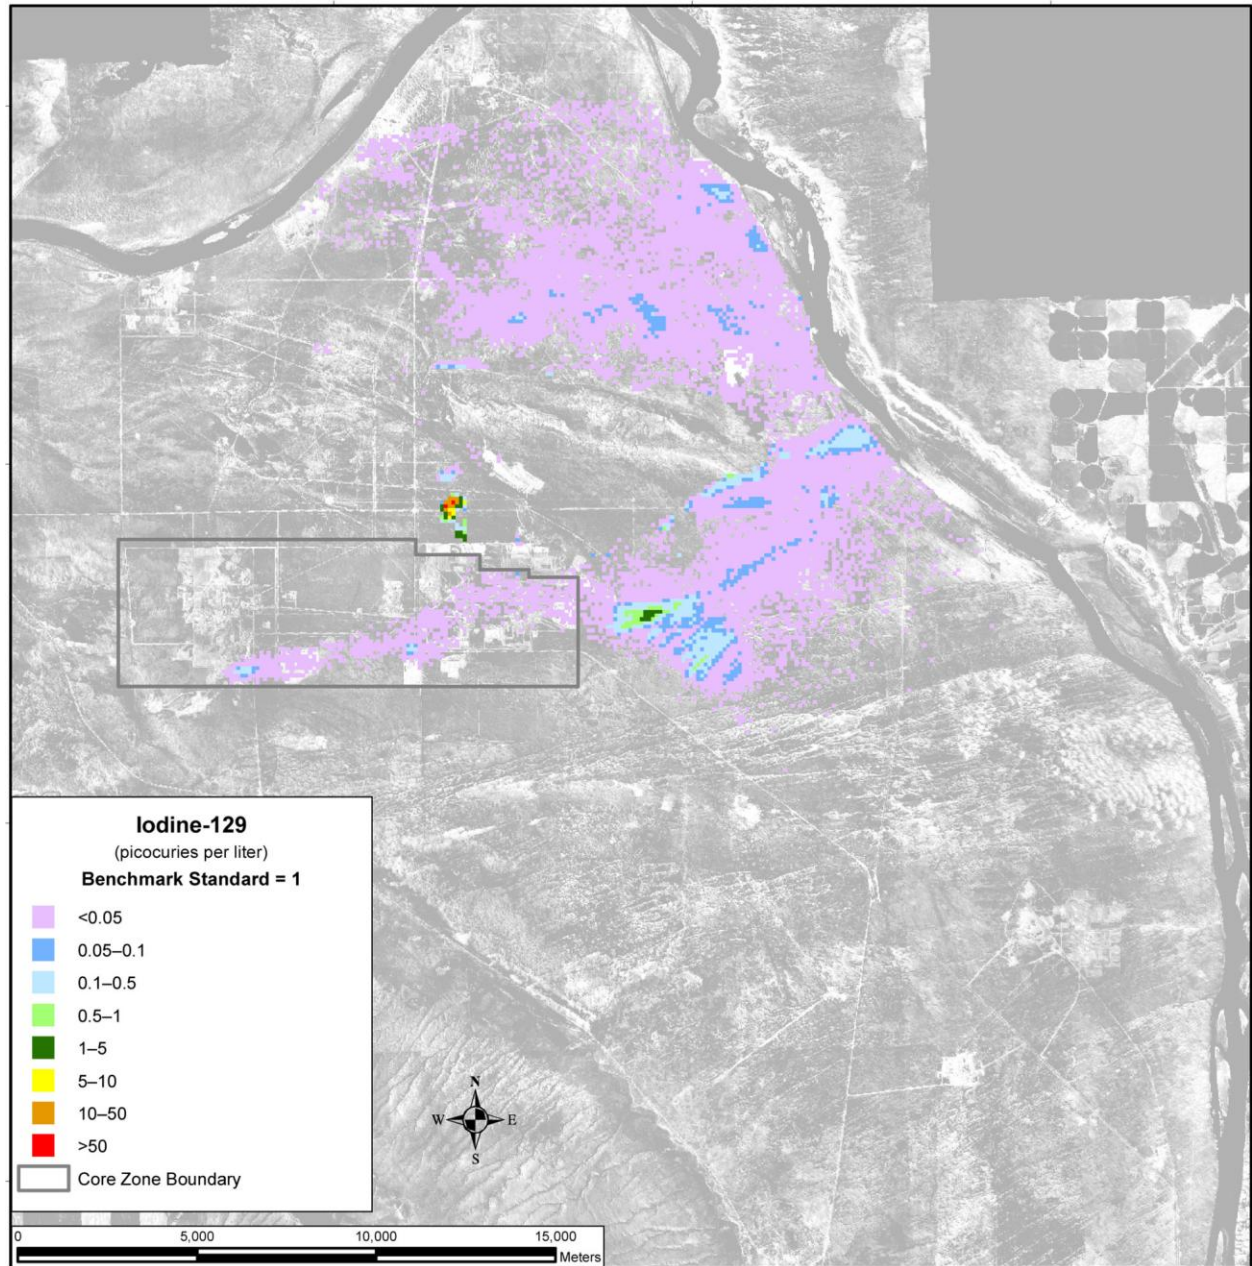 Iodine-129
(picocuries per liter)
Benchmark Standard = 1
<0.05
0.05–0.1
0.1–0.5
0.5–1
1–5
5–10
10–50
>50
Core Zone Boundary
N
W E
S
0 5,000 10,000 15,000
Meters